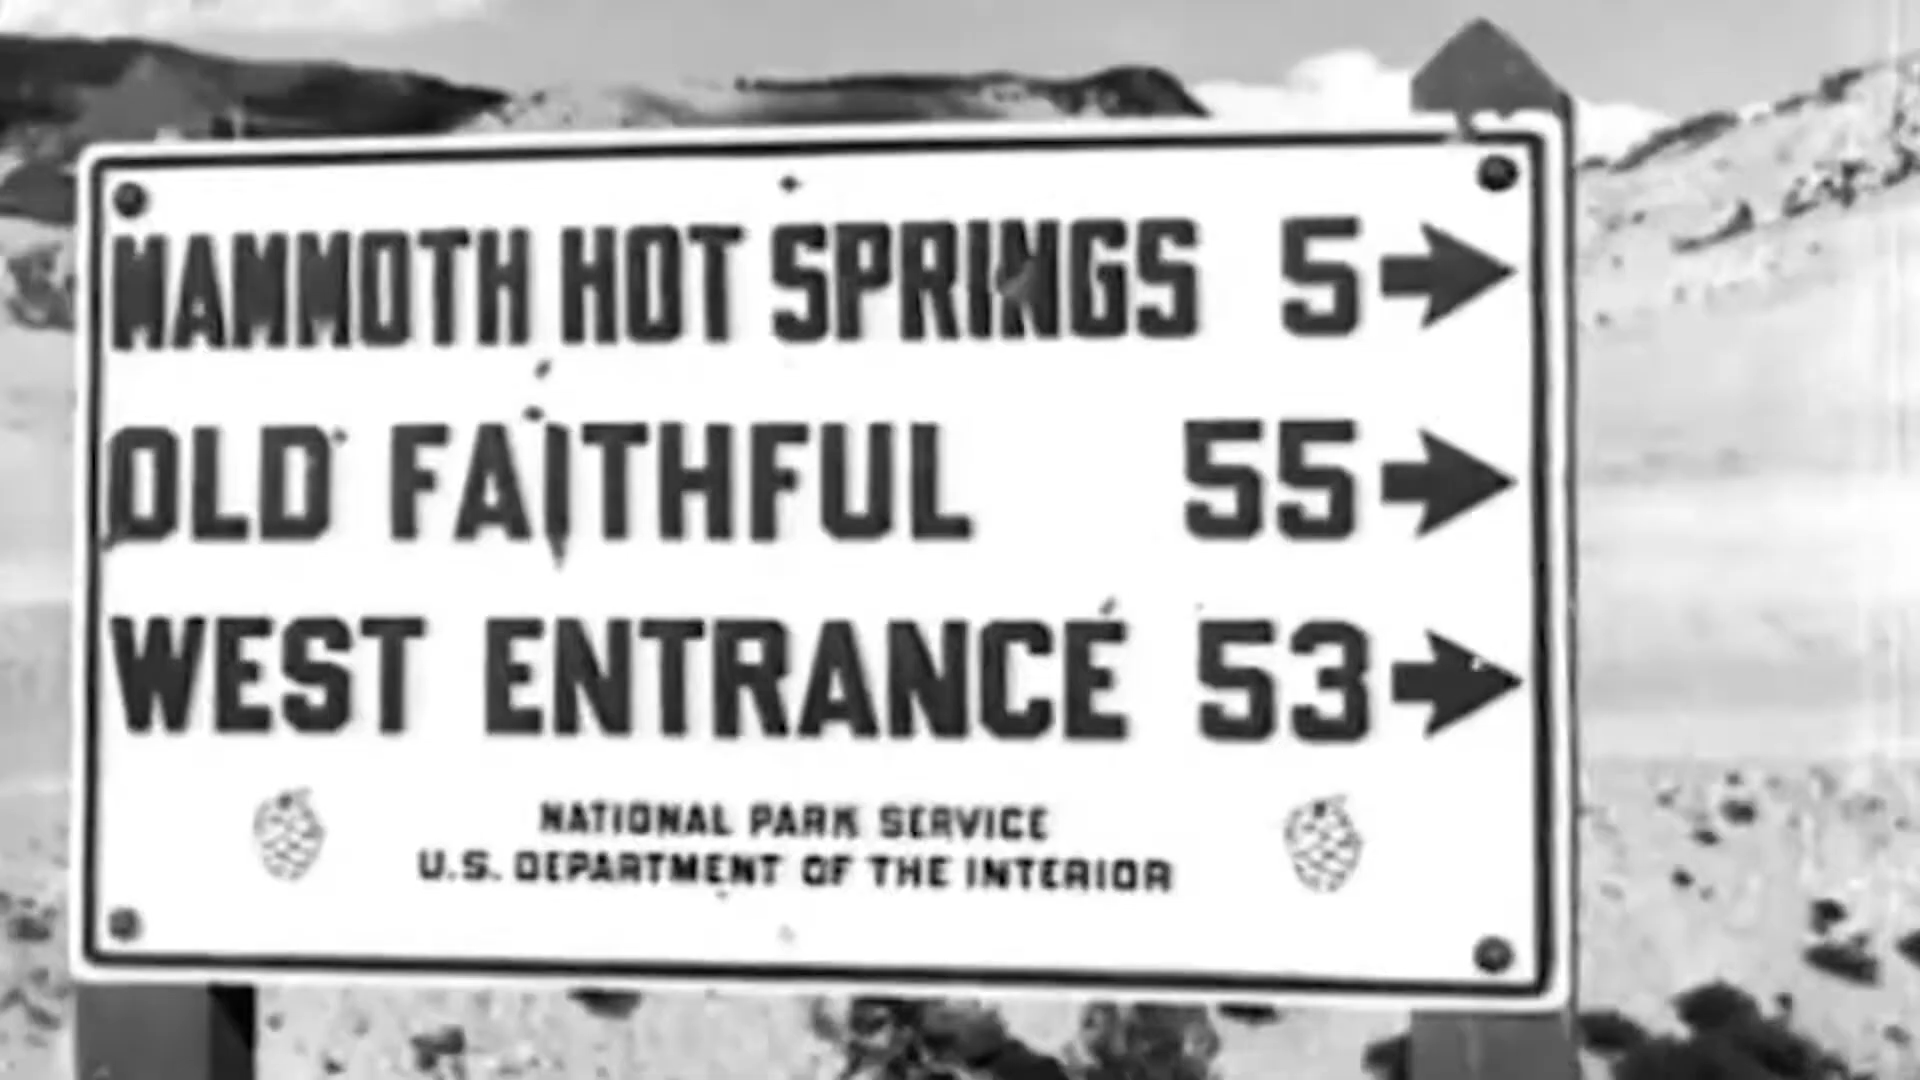 MAMMOTH HOT SPRINGS 5
OLD FAITHFUL 55
WEST ENTRANCE 53
NATIONAL PARK SERVICE
U.S. DEPARTMENT OF THE INTERIOR